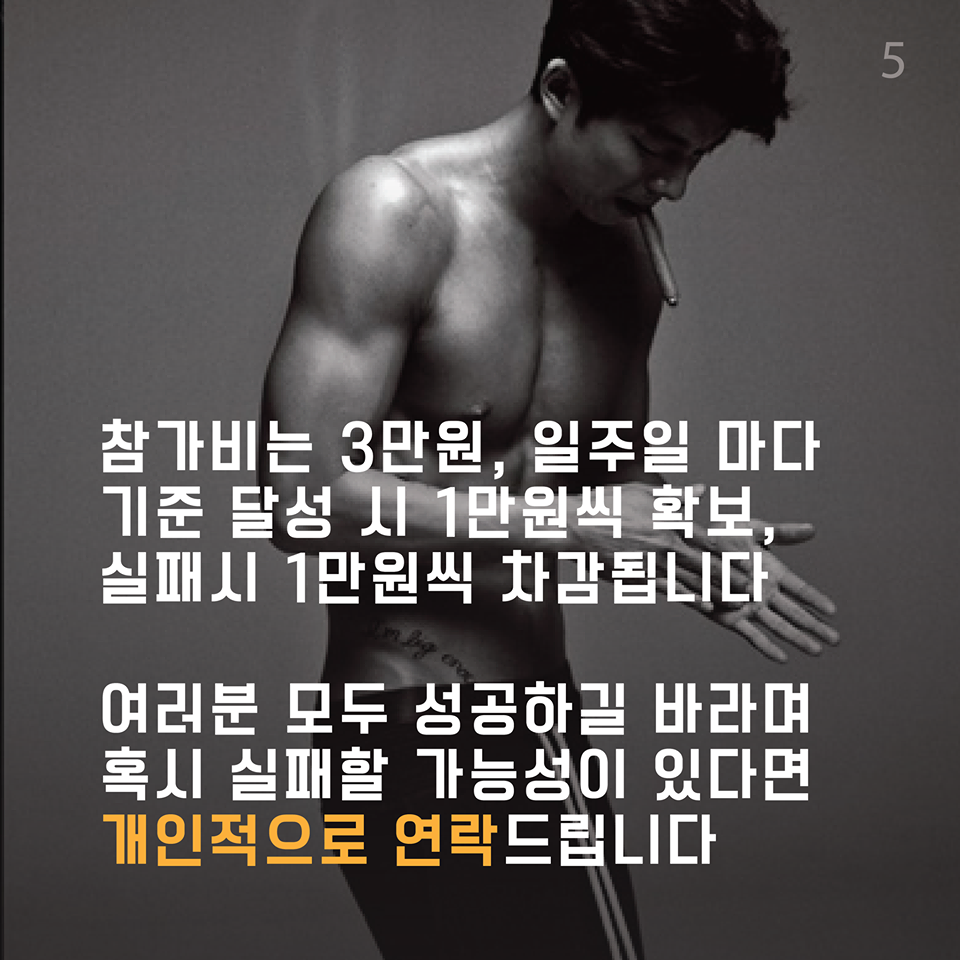 5
참가비는 3만원, 일주일 마다
기준 달성 시 1만원씩 확보,
실패시 1만원씩 차감됩니다
여러분 모두 성공하길 바라며
혹시 실패할 가능성이 있다면
개인적으로 연락드립니다